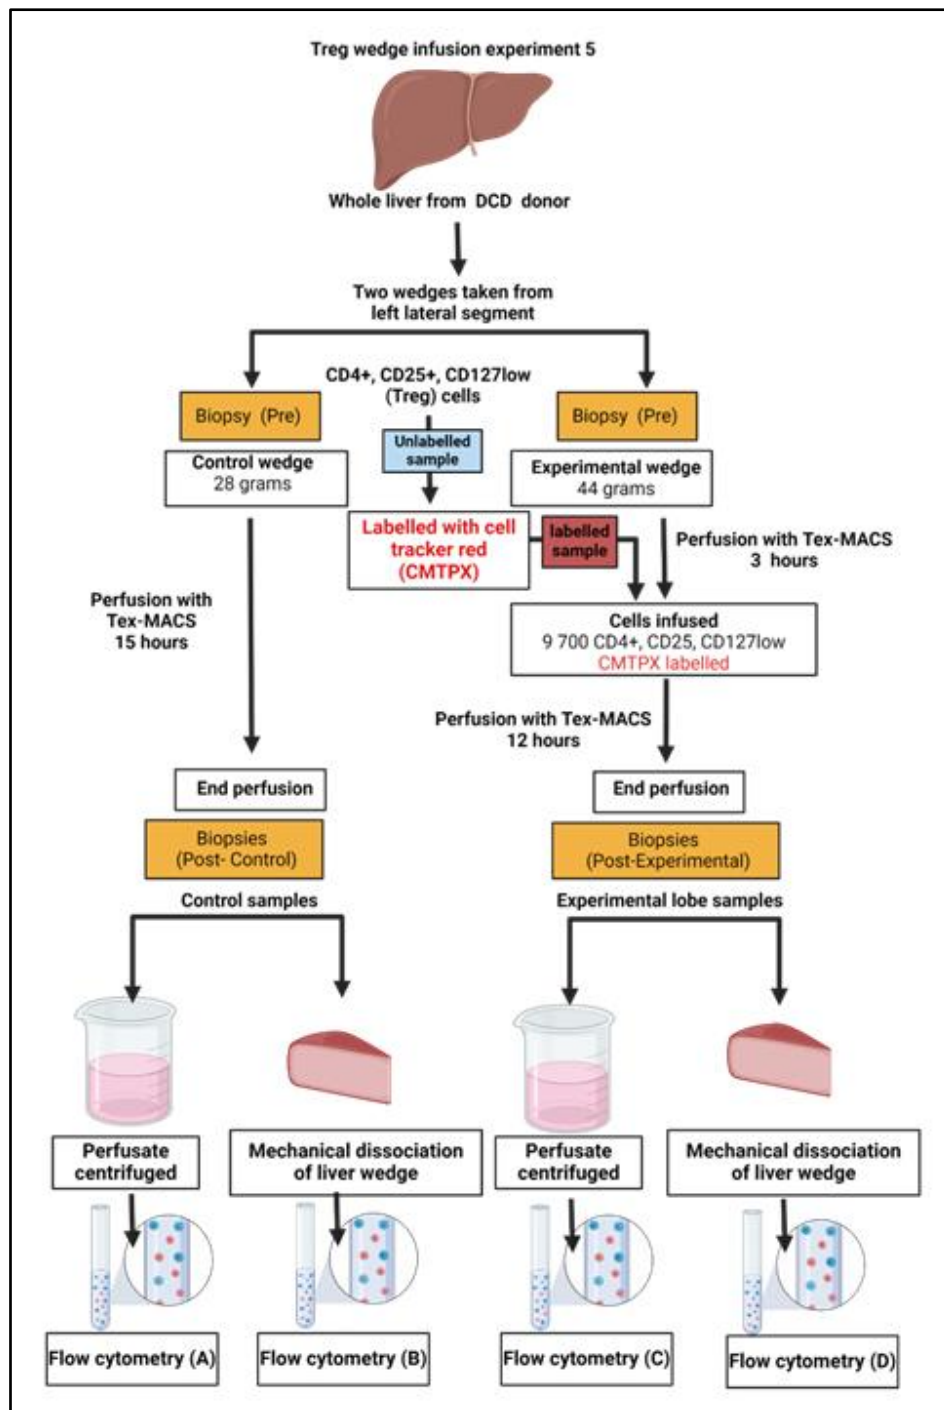 Treg wedge infusion experiment 5
Whole liver from DCD donor
Two wedges taken from
left lateral segment
CD4+, CD25+, CD127low
(Treg) cells
Biopsy (Pre)
Biopsy (Pre)
Unlabelled
sample
Control wedge
28 grams
Experimental wedge
44 grams
Labelled with cell
tracker red
(CMTPX)
labelled
sample
Perfusion with Tex-MACS
3 hours
Perfusion with
Tex-MACS
15 hours
Cells infused
9 700 CD4+, CD25, CD127low
CMTPX labelled
Perfusion with Tex-MACS
12 hours
End perfusion
End perfusion
Biopsies
(Post- Control)
Biopsies
(Post-Experimental)
Control samples
Experimental lobe samples
Perfusate
centrifuged
Mechanical dissociation
of liver wedge
Perfusate
centrifuged
Mechanical dissociation
of liver wedge
Flow cytometry (A)
Flow cytometry (B)
Flow cytometry (C)
Flow cytometry (D)